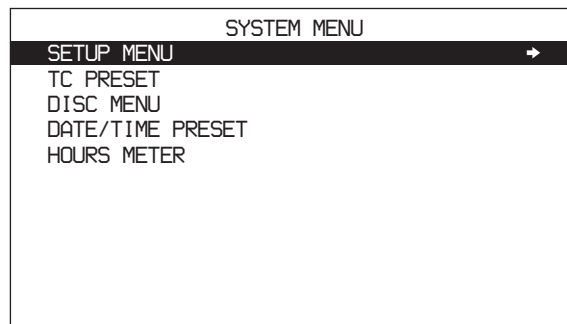 SYSTEM MENU
SETUP MENU
TC PRESET
DISC MENU
DATE/TIME PRESET
HOURS METER